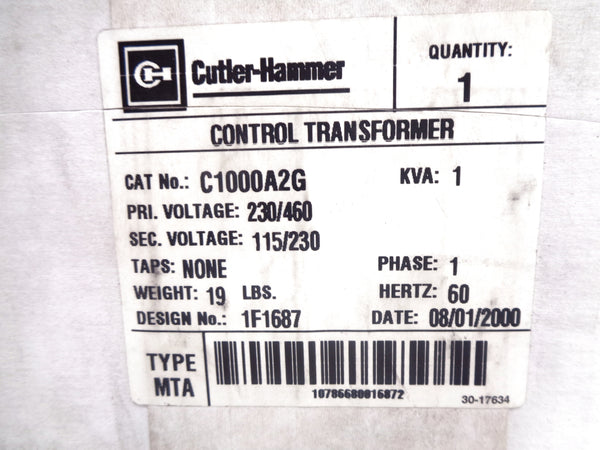 CH Cutler-Hammer
QUANTITY:
1
CONTROL TRANSFORMER
CAT No.: C1000A2G KVA: 1
PRI. VOLTAGE: 230/460
SEC. VOLTAGE: 115/230
TAPS: NONE PHASE: 1
WEIGHT: 19 LBS. HERTZ: 60
DESIGN No.: 1F1687 DATE: 08/01/2000
TYPE
MTA
10786680016872
30-17634